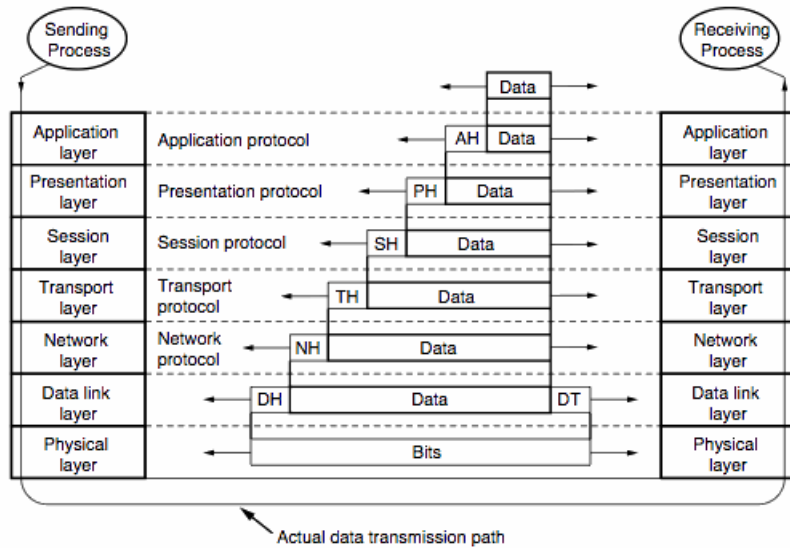 Sending
Process
Receiving
Process
Data
Application
layer
Application protocol
AH
Data
Application
layer
Presentation
layer
Presentation protocol
PH
Data
Presentation
layer
Session
layer
Session protocol
SH
Data
Session
layer
Transport
layer
Transport
protocol
TH
Data
Transport
layer
Network
layer
Network
protocol
NH
Data
Network
layer
Data link
layer
DH
Data
DT
Data link
layer
Physical
layer
Bits
Physical
layer
Actual data transmission path